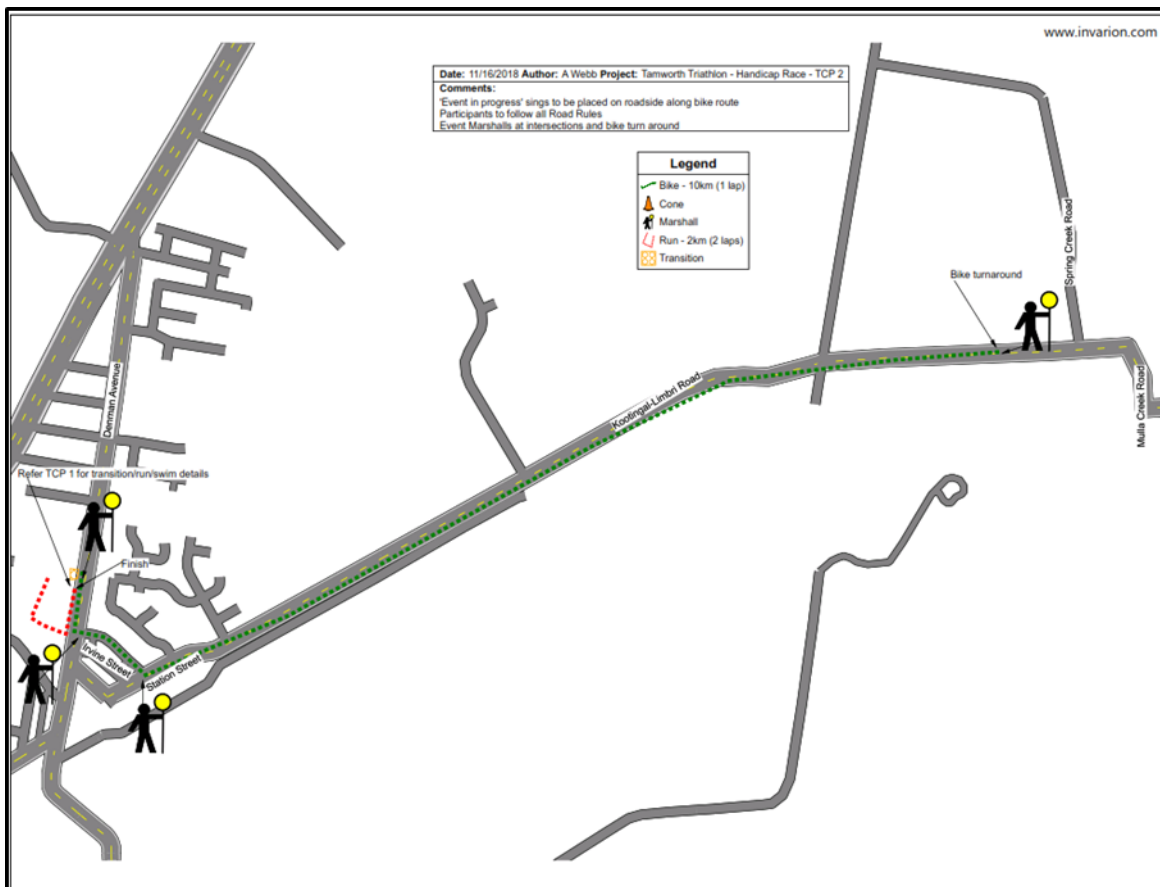 www.invarion.com
Date: 11/16/2018 Author: A Webb Project: Tamworth Triathlon - Handicap Race - TCP 2
Comments:
'Event in progress' sings to be placed on roadside along bike route
Participants to follow all Road Rules
Event Marshalls at intersections and bike turn around
Legend
Bike - 10km (1 lap)
Cone
Marshall
Run - 2km (2 laps)
Transition
Spring Creek Road
Bike turnaround
Denman Avenue
Kootingal-Limbri Road
Mulla Creek Road
Refer TCP 1 for transition/run/swim details
Finish
Irvine Street
Station Street